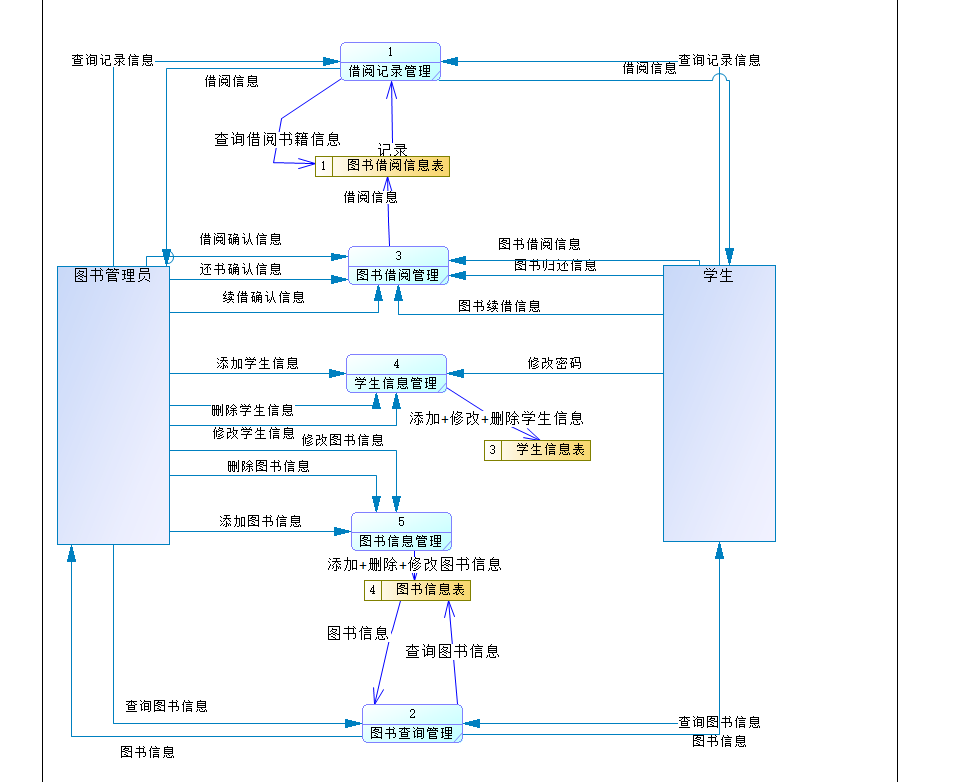 1
查询记录信息
查询记录信息
借阅信息
借阅记录管理
借阅信息
查询借阅书籍信息
记录
1 图书借阅信息表
借阅信息
借阅确认信息
3
图书借阅信息
还书确认信息
图书借阅管理
图书归还信息
图书管理员
学生
续借确认信息
图书续借信息
添加学生信息
4
修改密码
学生信息管理
删除学生信息
添加+修改+删除学生信息
修改学生信息
修改图书信息
3 学生信息表
删除图书信息
添加图书信息
5
图书信息管理
添加+删除+修改图书信息
4 图书信息表
图书信息
查询图书信息
查询图书信息
2
查询图书信息
图书查询管理
图书信息
图书信息